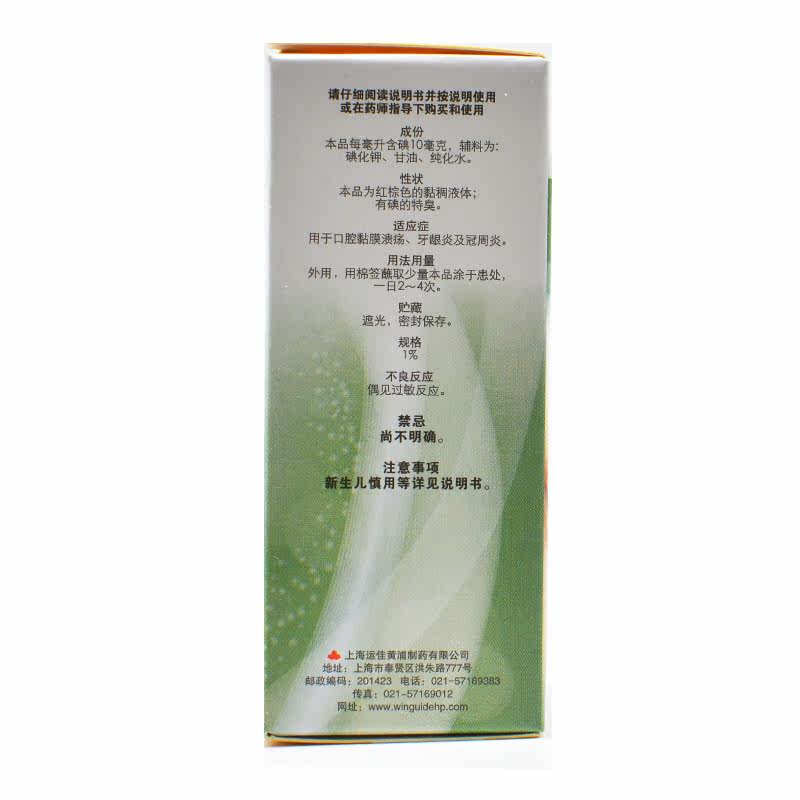 请仔细阅读说明书并按说明使用
或在药师指导下购买和使用
成份
本品每毫升含碘10毫克，辅料为：
碘化钾、甘油、纯化水。
性状
本品为红棕色的黏稠液体；
有碘的特臭。
适应症
用于口腔黏膜溃疡、牙龈炎及冠周炎。
用法用量
外用，用棉签蘸取少量本品涂于患处，
一日2～4次。
贮藏
遮光，密封保存。
规格
1%
不良反应
偶见过敏反应。
禁忌
尚不明确。
注意事项
新生儿慎用等详见说明书。
上海运佳黄浦制药有限公司
地址：上海市奉贤区洪朱路777号
邮政编码：201423 电话：021-57169383
传真：021-57169012
网址：www.winguidehp.com